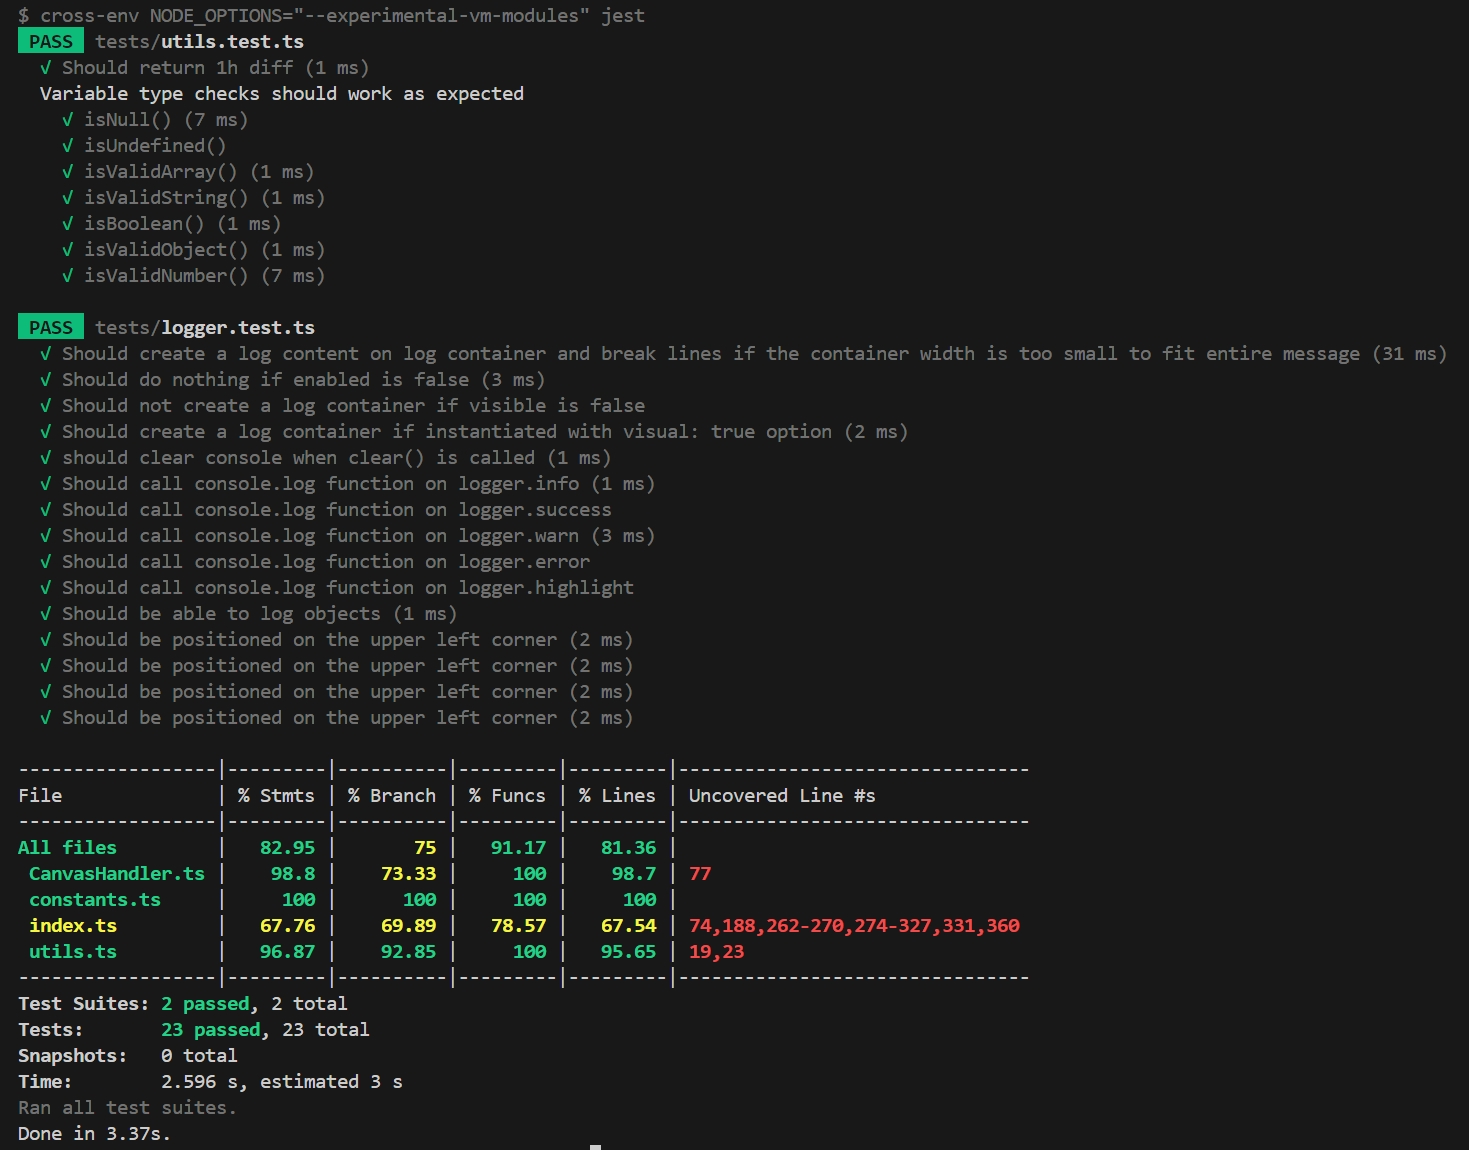 $ cross-env NODE_OPTIONS="--experimental-vm-modules" jest
PASS tests/utils.test.ts
√ Should return 1h diff (1 ms)
Variable type checks should work as expected
√ isNull() (7 ms)
√ isUndefined()
√ isValidArray() (1 ms)
√ isValidString() (1 ms)
√ isBoolean() (1 ms)
√ isValidObject() (1 ms)
√ isValidNumber() (7 ms)
PASS tests/logger.test.ts
√ Should create a log content on log container and break lines if the container width is too small to fit entire message (31 ms)
√ Should do nothing if enabled is false (3 ms)
√ Should not create a log container if visible is false
√ Should create a log container if instantiated with visual: true option (2 ms)
√ should clear console when clear() is called (1 ms)
√ Should call console.log function on logger.info (1 ms)
√ Should call console.log function on logger.success
√ Should call console.log function on logger.warn (3 ms)
√ Should call console.log function on logger.error
√ Should call console.log function on logger.highlight
√ Should be able to log objects (1 ms)
√ Should be positioned on the upper left corner (2 ms)
√ Should be positioned on the upper left corner (2 ms)
√ Should be positioned on the upper left corner (2 ms)
√ Should be positioned on the upper left corner (2 ms)
------------------|---------|----------|---------|---------|--------------------------------
File              | % Stmts | % Branch | % Funcs | % Lines | Uncovered Line #s
------------------|---------|----------|---------|---------|--------------------------------
All files         |   82.95 |       75 |   91.17 |   81.36 |
 CanvasHandler.ts |    98.8 |    73.33 |     100 |    98.7 | 77
 constants.ts     |     100 |      100 |     100 |     100 |
 index.ts         |   67.76 |    69.89 |   78.57 |   67.54 | 74,188,262-270,274-327,331,360
 utils.ts         |   96.87 |    92.85 |     100 |   95.65 | 19,23
------------------|---------|----------|---------|---------|--------------------------------
Test Suites: 2 passed, 2 total
Tests:       23 passed, 23 total
Snapshots:   0 total
Time:        2.596 s, estimated 3 s
Ran all test suites.
Done in 3.37s.